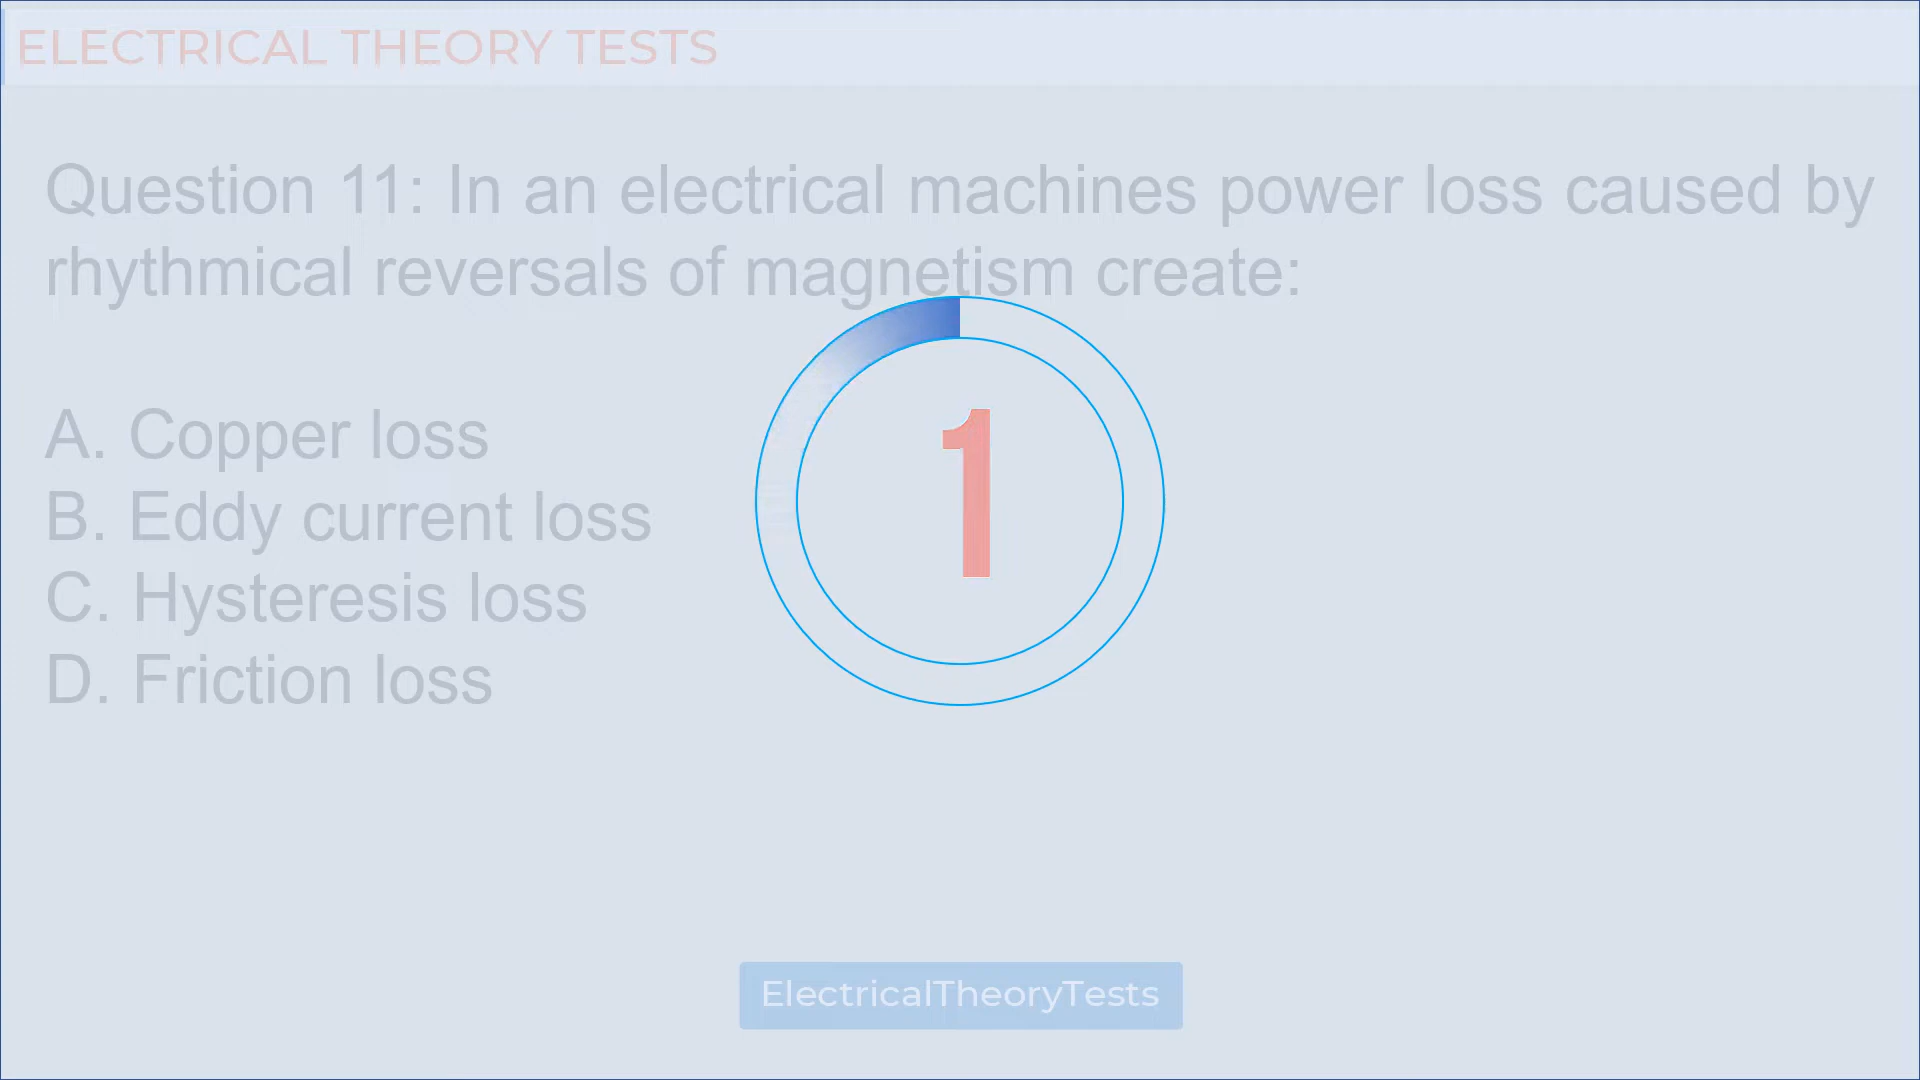 ELECTRICAL THEORY TESTS
Question 11: In an electrical machines power loss caused by
rhythmical reversals of magnetism create:
A. Copper loss
B. Eddy current loss
C. Hysteresis loss
D. Friction loss
1
ElectricalTheoryTests